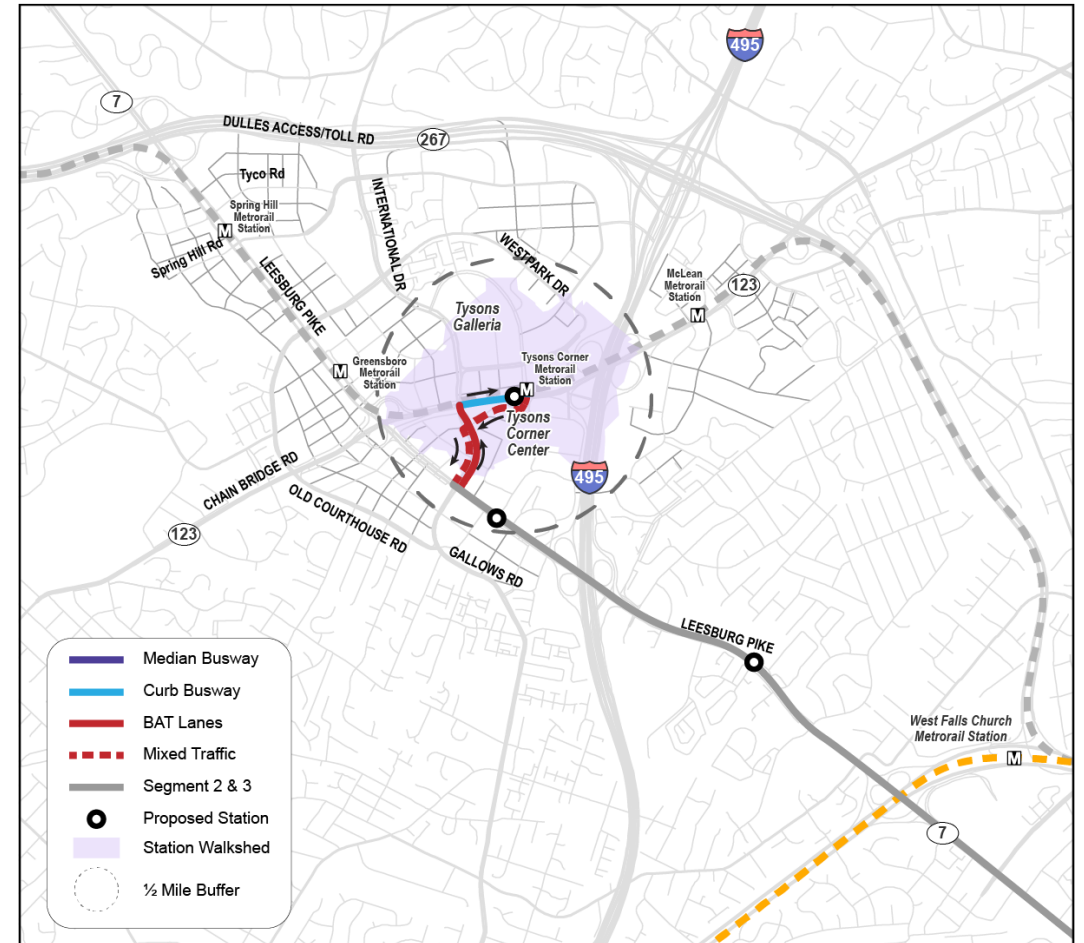 495
7
DULLES ACCESS/TOLL RD
267
Tyco Rd
INTERNATIONAL DR
Spring Hill
Metrorail
Station
M
Spring Hill Rd
WESTPARK DR
LEESBURG PIKE
McLean
Metrorail
Station
123
M
Tysons
Galleria
Greensboro
Metrorail
Station
M
Tysons Corner
Metrorail
Station
M
Tysons
Corner
Center
495
CHAIN BRIDGE RD
OLD COURTHOUSE RD
123
GALLOWS RD
LEESBURG PIKE
West Falls Church
Metrorail Station
M
7
Median Busway
Curb Busway
BAT Lanes
Mixed Traffic
Segment 2 & 3
Proposed Station
Station Walkshed
½ Mile Buffer